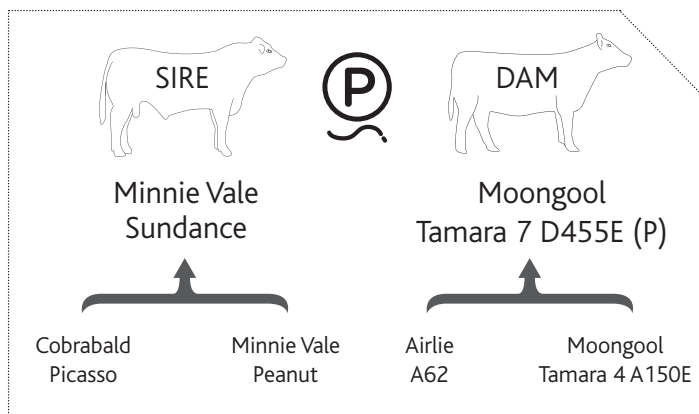 SIRE
P
DAM
Minnie Vale
Sundance
Moongool
Tamara 7 D455E (P)
Cobrabald
Picasso
Minnie Vale
Peanut
Airlie
A62
Moongool
Tamara 4 A150E